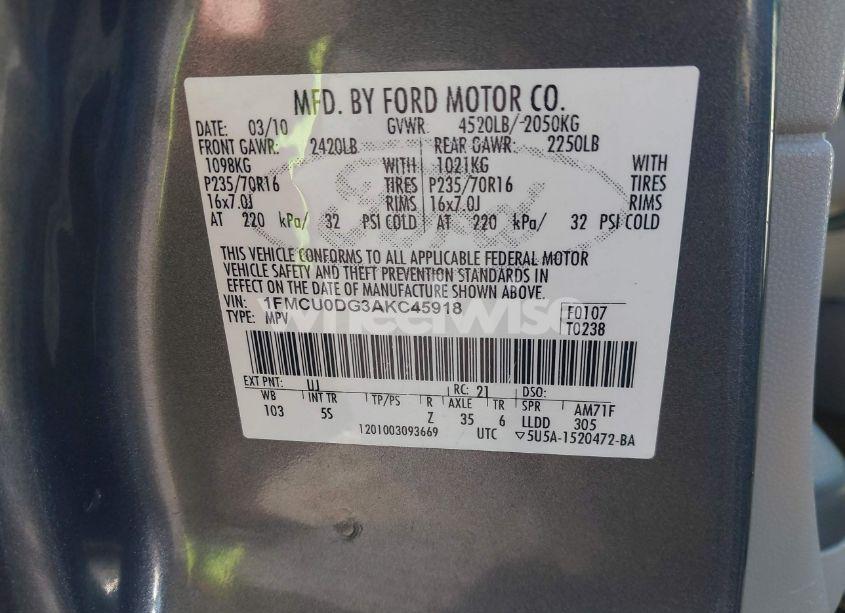 MFD. BY FORD MOTOR CO.
DATE: 03/10 GVWR: 4520LB/-2050KG
FRONT GAWR: 2420LB REAR GAWR: 2250LB
1098KG WITH 1021KG WITH
P235/70R16 TIRES P235/70R16 TIRES
16x7.0J RIMS 16x7.0J RIMS
AT 220 kPa/ 32 PSI COLD AT 220 kPa/ 32 PSI COLD
Ford
THIS VEHICLE CONFORMS TO ALL APPLICABLE FEDERAL MOTOR
VEHICLE SAFETY AND THEFT PREVENTION STANDARDS IN
EFFECT ON THE DATE OF MANUFACTURE SHOWN ABOVE.
VIN: 1FMCU0DG3AKC45918 F0107
TYPE: MPV T0238
wheelwise
EXT PNT: UJ RC: 21 DSO:
WB INT TR TP/PS R AXLE TR SPR AM71F
103 5S Z 35 6 LLDD 305
1201003093669 UTC ▽5U5A-1520472-BA